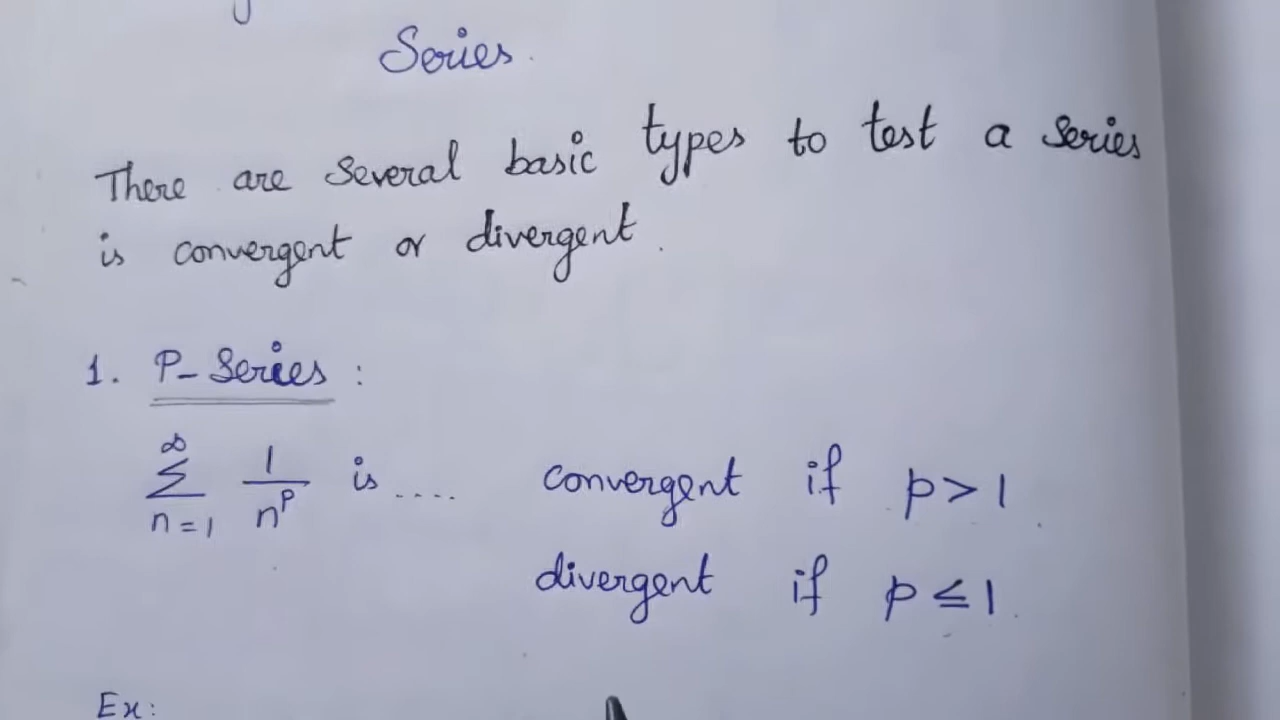 Series.
There are several basic types to test a series
is convergent or divergent.
1. P-Series:
∞
∑ 1/n^p is .... convergent if p > 1
n=1
divergent if p ≤ 1.
Ex: